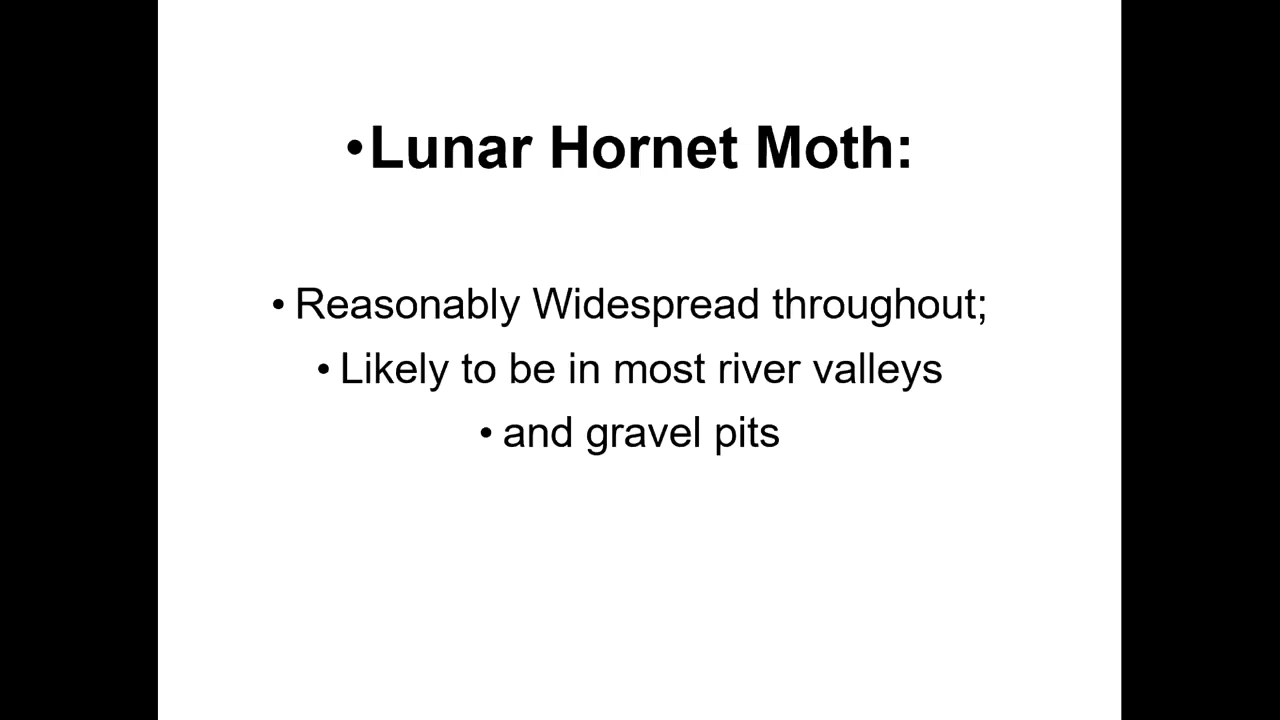 •Lunar Hornet Moth:
• Reasonably Widespread throughout;
• Likely to be in most river valleys
• and gravel pits